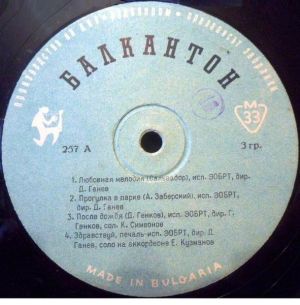 БАЛКАНТОН
М
33
257 А
3 гр.
1. Любовная мелодия (Сальвадор), исп. ЭОБРТ, дир.
Д. Ганев
2. Прогулка в парке (А. Заберский), исп. ЭОБРТ,
дир. Д. Ганев
3. После дождя (Д. Генков), исп. ЭОБРТ, дир. Г.
Генков, сол. К. Симеонов
4. Здравствуй, печаль-исп. ЭОБРТ, дир. Д.
Ганев, соло на аккордеоне Е. Кузманов
MADE IN BULGARIA